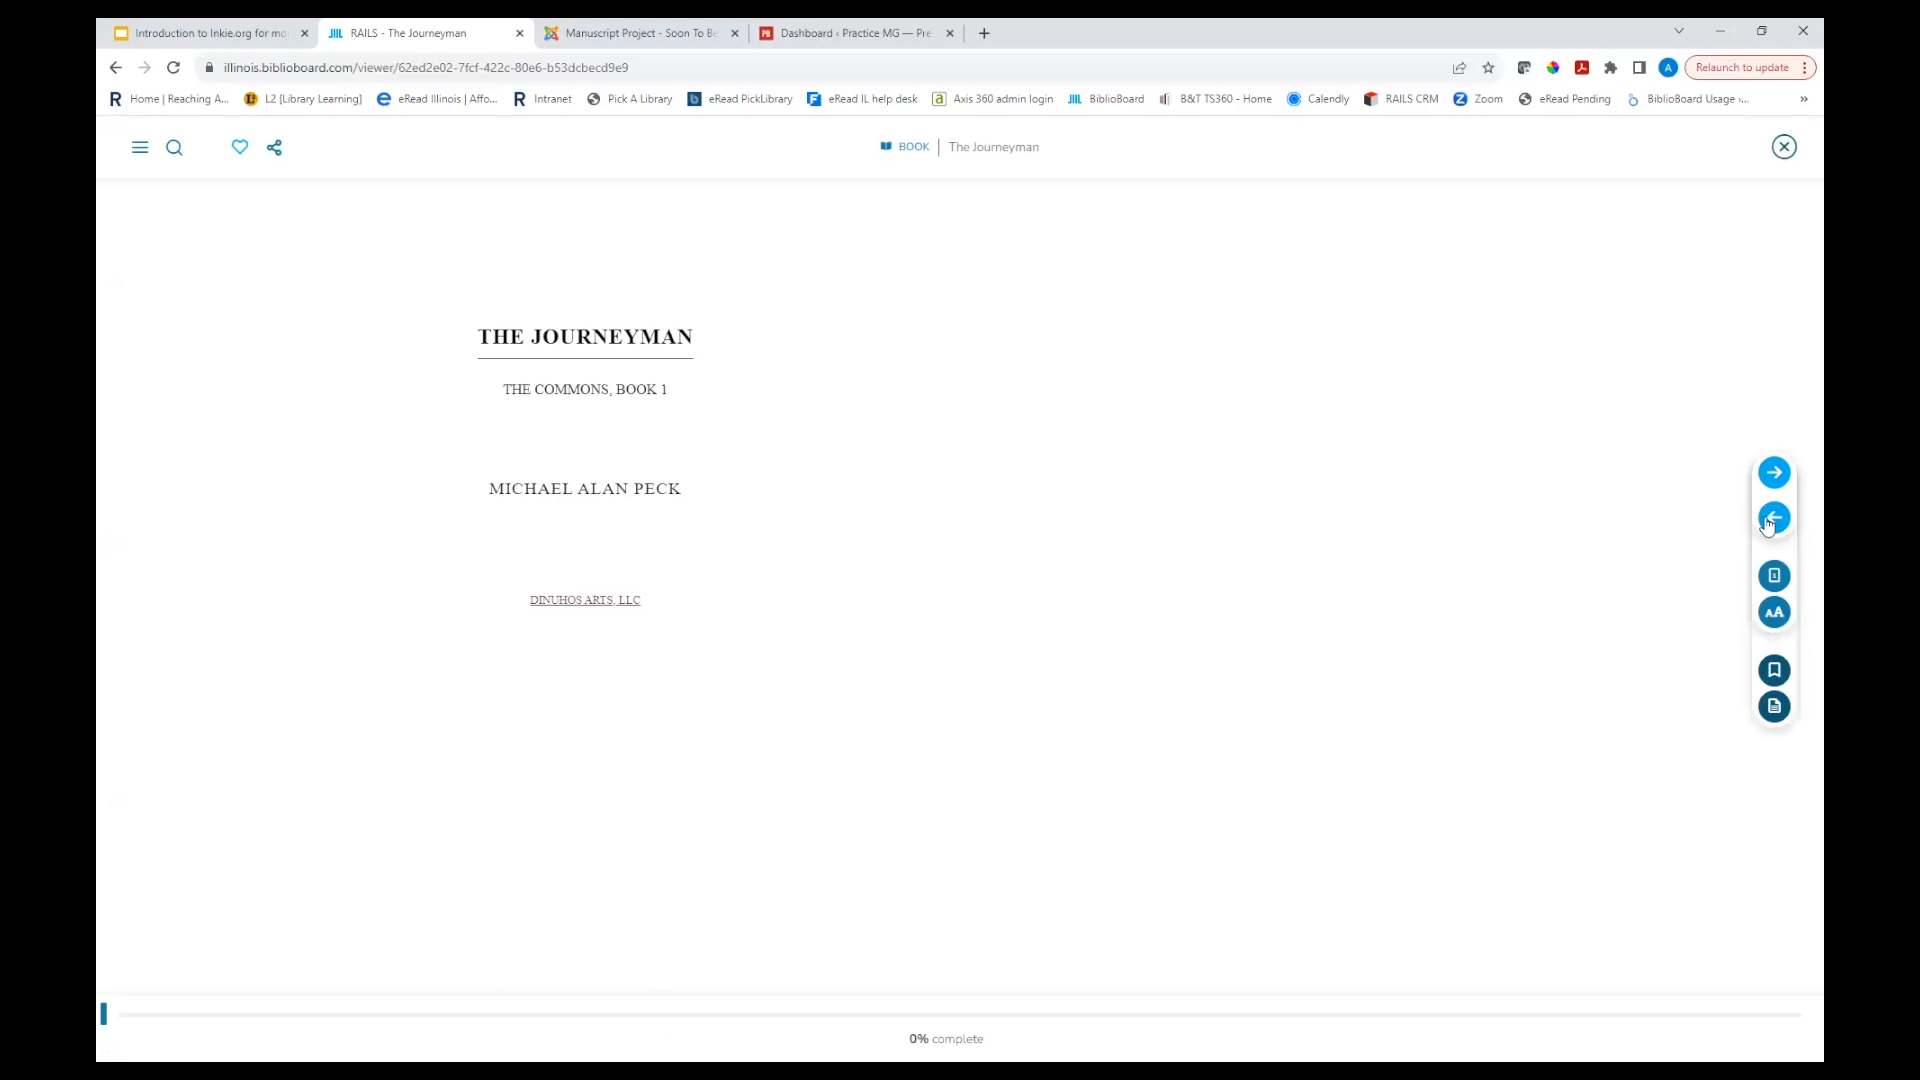 Introduction to Inkie.org for mo
RAILS - The Journeyman
Manuscript Project - Soon To Be
Dashboard ‹ Practice MG — Pre
illinois.biblioboard.com/viewer/62ed2e02-7fcf-422c-80e6-b53dcbecd9e9
A
Relaunch to update
Home | Reaching A...
L2 [Library Learning]
eRead Illinois | Affo...
Intranet
Pick A Library
eRead PickLibrary
eRead IL help desk
Axis 360 admin login
BiblioBoard
B&T TS360 - Home
Calendly
RAILS CRM
Zoom
eRead Pending
BiblioBoard Usage ›...
»
BOOK | The Journeyman
THE JOURNEYMAN
THE COMMONS, BOOK 1
MICHAEL ALAN PECK
DINUHOS ARTS, LLC
AA
0% complete